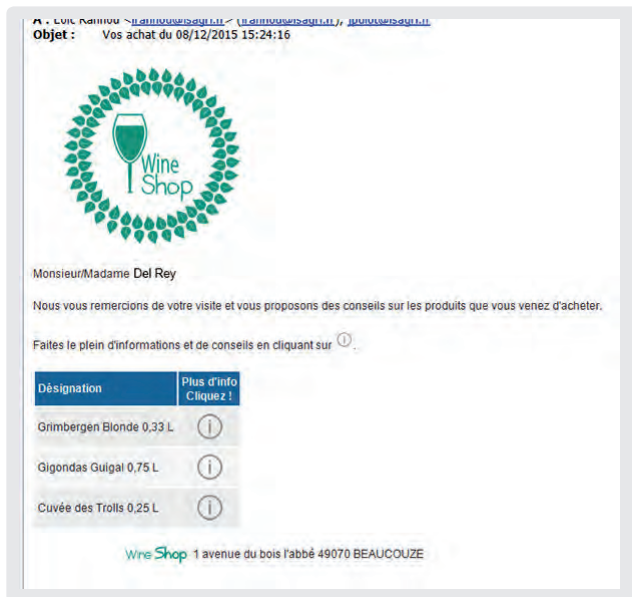 A : Loïc Rannou
Objet : Vos achat du 08/12/2015 15:24:16
Wine
Shop
Monsieur/Madame Del Rey
Nous vous remercions de votre visite et vous proposons des conseils sur les produits que vous venez d'acheter.
Faites le plein d'informations et de conseils en cliquant sur ⓘ.
Désignation Plus d'info
Cliquez !
Grimbergen Blonde 0,33 L ⓘ
Gigondas Guigal 0,75 L ⓘ
Cuvée des Trolls 0,25 L ⓘ
Wine Shop 1 avenue du bois l'abbé 49070 BEAUCOUZE